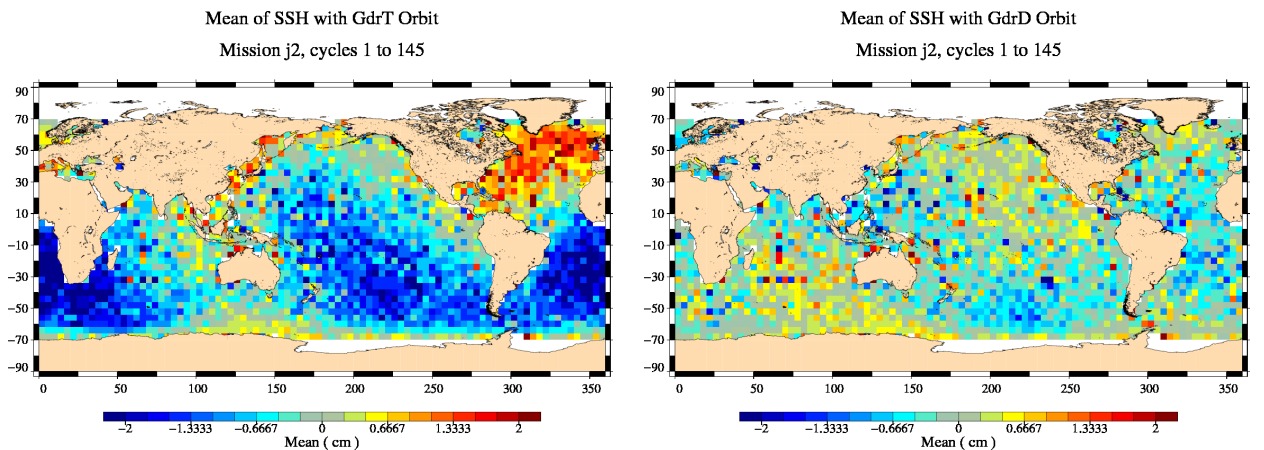 Mean of SSH with GdrT Orbit
Mission j2, cycles 1 to 145
90
70
50
30
10
−10
−30
−50
−70
−90
0 50 100 150 200 250 300 350
−2 −1.3333 −0.6667 0 0.6667 1.3333 2
Mean ( cm )
Mean of SSH with GdrD Orbit
Mission j2, cycles 1 to 145
90
70
50
30
10
−10
−30
−50
−70
−90
0 50 100 150 200 250 300 350
−2 −1.3333 −0.6667 0 0.6667 1.3333 2
Mean ( cm )